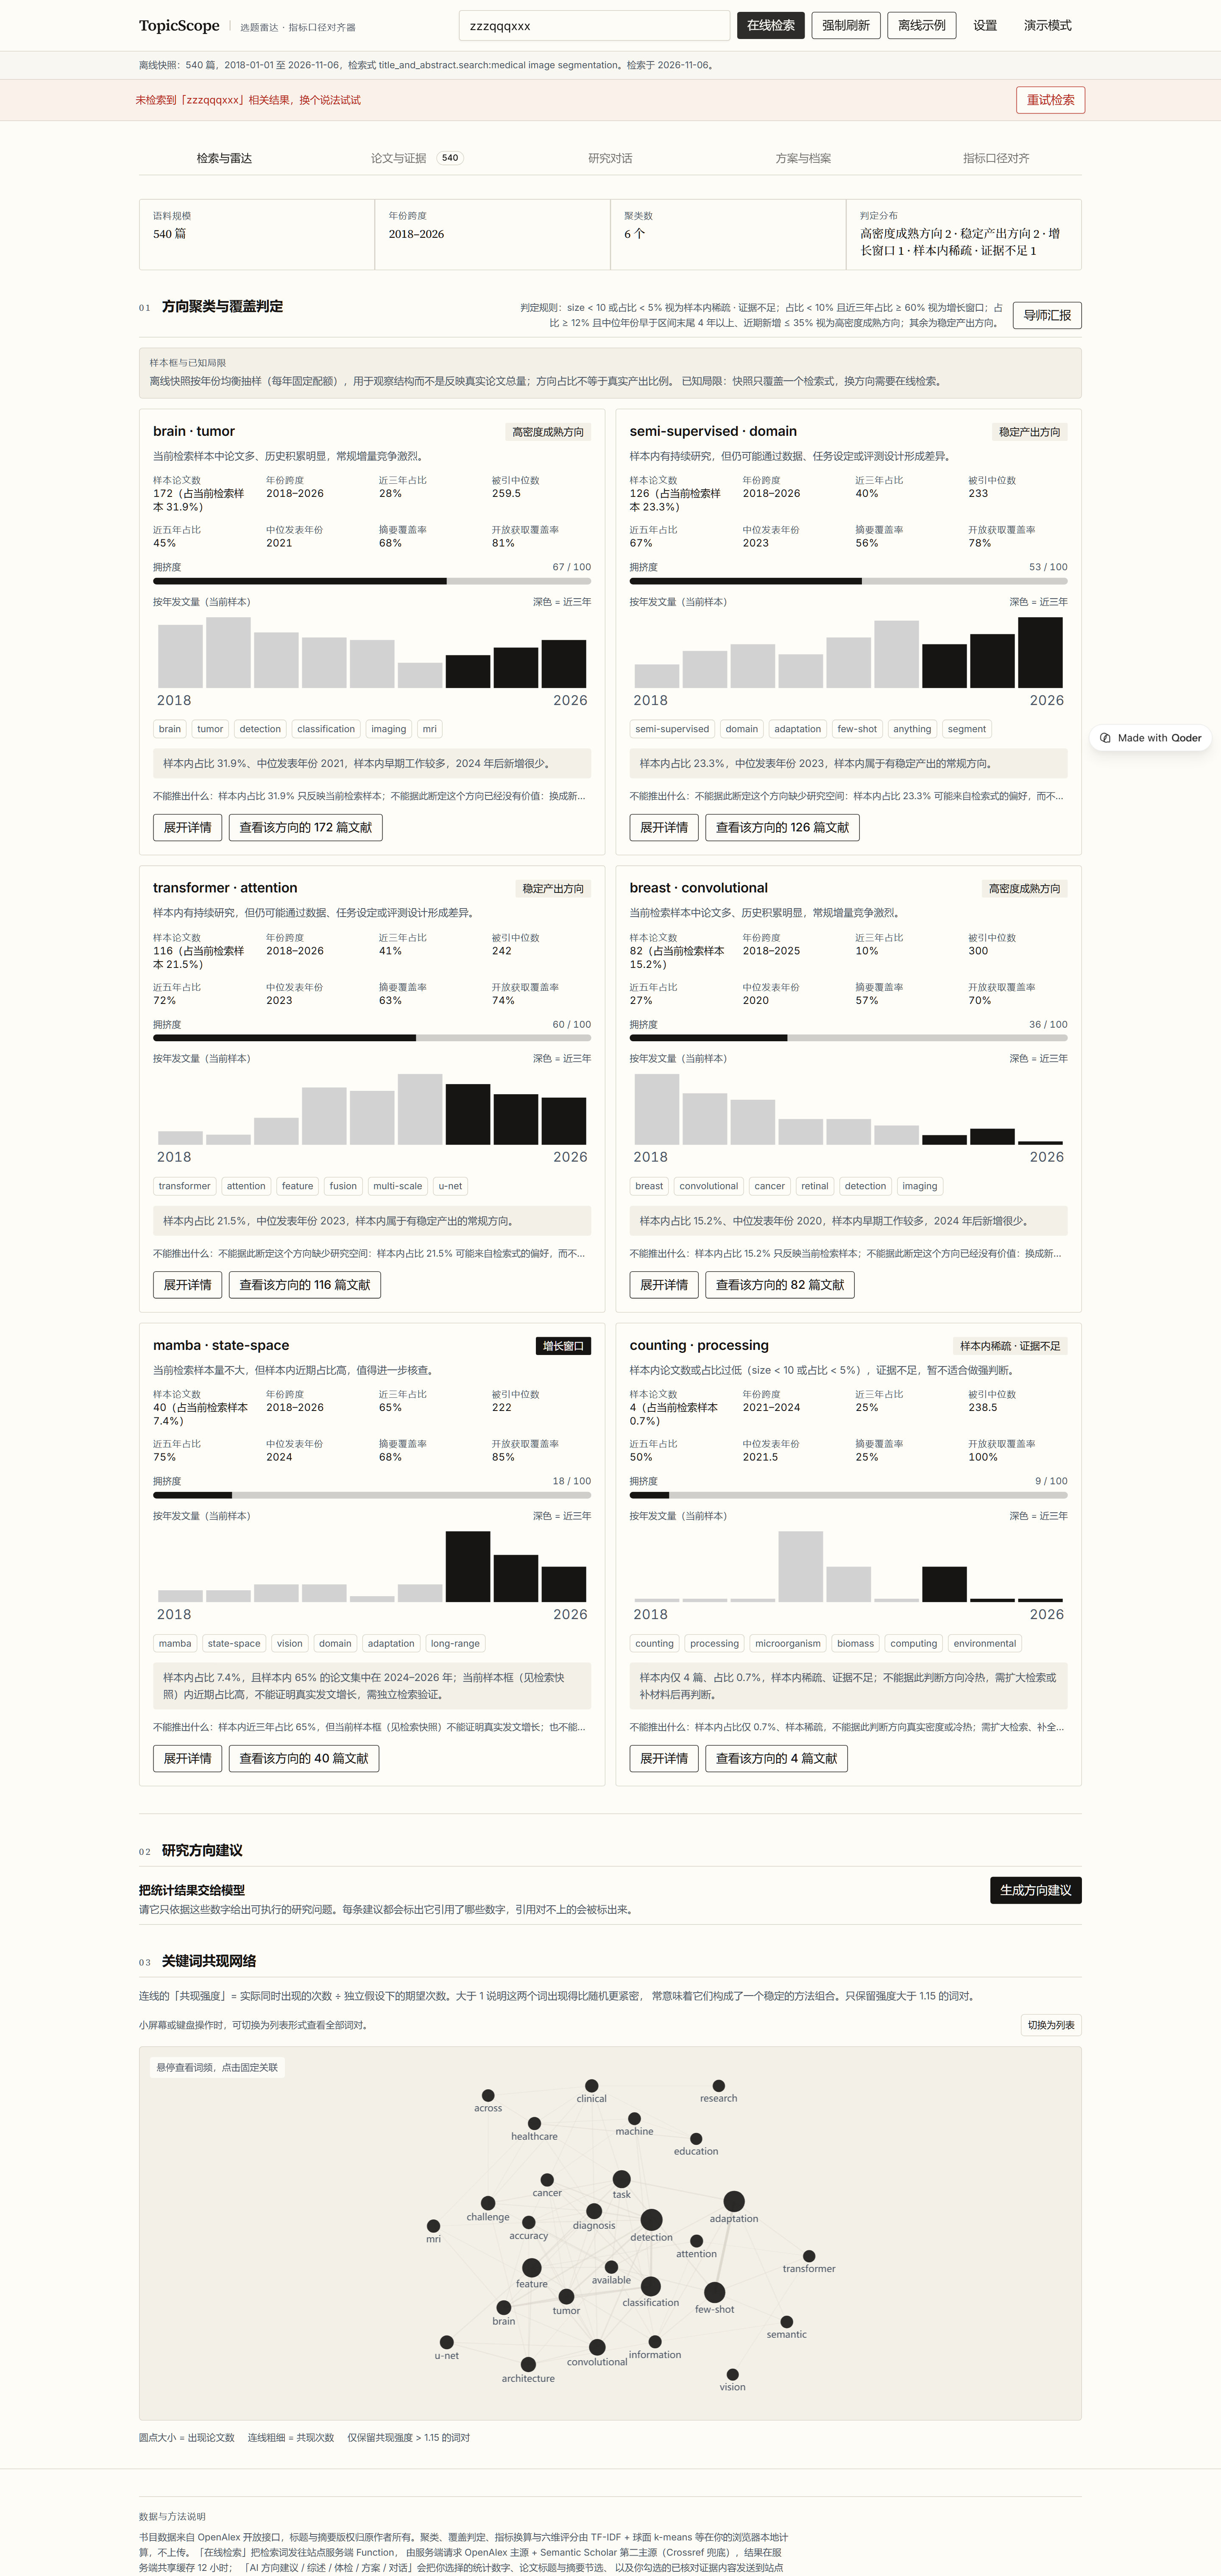 TopicScope
选题雷达 · 指标口径对齐器
zzzqqqxxx
在线检索
强制刷新
离线示例
设置
演示模式
离线快照：540 篇，2018-01-01 至 2026-11-06，检索式 title_and_abstract.search:medical image segmentation。检索于 2026-11-06。
未检索到「zzzqqqxxx」相关结果，换个说法试试
重试检索
检索与雷达
论文与证据 540
研究对话
方案与档案
指标口径对齐
语料规模
540 篇
年份跨度
2018–2026
聚类数
6 个
判定分布
高密度成熟方向 2 · 稳定产出方向 2 · 增
长窗口 1 · 样本内稀疏 · 证据不足 1
01 方向聚类与覆盖判定
判定规则：size < 10 或占比 < 5% 视为样本内稀疏 · 证据不足；占比 < 10% 且近三年占比 ≥ 60% 视为增长窗口；占
比 ≥ 12% 且中位年份早于区间末尾 4 年以上、近期新增 ≤ 35% 视为高密度成熟方向；其余为稳定产出方向。
导师汇报
样本框与已知局限
离线快照按年份均衡抽样（每年固定配额），用于观察结构而不是反映真实论文总量；方向占比不等于真实产出比例。 已知局限：快照只覆盖一个检索式，换方向需要在线检索。
brain · tumor
高密度成熟方向
当前检索样本中论文多、历史积累明显，常规增量竞争激烈。
样本论文数 年份跨度 近三年占比 被引中位数
172（占当前检索样 2018–2026 28% 259.5
本 31.9%）
近五年占比 中位发表年份 摘要覆盖率 开放获取覆盖率
45% 2021 68% 81%
拥挤度 67 / 100
按年发文量（当前样本） 深色 = 近三年
2018 2026
brain tumor detection classification imaging mri
样本内占比 31.9%、中位发表年份 2021，样本内早期工作较多，2024 年后新增很少。
不能推出什么：样本内占比 31.9% 只反映当前检索样本；不能据此断定这个方向已经没有价值：换成新...
展开详情 查看该方向的 172 篇文献
semi-supervised · domain
稳定产出方向
样本内有持续研究，但仍可能通过数据、任务设定或评测设计形成差异。
样本论文数 年份跨度 近三年占比 被引中位数
126（占当前检索样 2018–2026 40% 233
本 23.3%）
近五年占比 中位发表年份 摘要覆盖率 开放获取覆盖率
67% 2023 56% 78%
拥挤度 53 / 100
按年发文量（当前样本） 深色 = 近三年
2018 2026
semi-supervised domain adaptation few-shot anything segment
样本内占比 23.3%，中位发表年份 2023，样本内属于有稳定产出的常规方向。
不能推出什么：不能据此断定这个方向缺少研究空间：样本内占比 23.3% 可能来自检索式的偏好，而不...
展开详情 查看该方向的 126 篇文献
transformer · attention
稳定产出方向
样本内有持续研究，但仍可能通过数据、任务设定或评测设计形成差异。
样本论文数 年份跨度 近三年占比 被引中位数
116（占当前检索样 2018–2026 41% 242
本 21.5%）
近五年占比 中位发表年份 摘要覆盖率 开放获取覆盖率
72% 2023 63% 74%
拥挤度 60 / 100
按年发文量（当前样本） 深色 = 近三年
2018 2026
transformer attention feature fusion multi-scale u-net
样本内占比 21.5%，中位发表年份 2023，样本内属于有稳定产出的常规方向。
不能推出什么：不能据此断定这个方向缺少研究空间：样本内占比 21.5% 可能来自检索式的偏好，而不...
展开详情 查看该方向的 116 篇文献
breast · convolutional
高密度成熟方向
当前检索样本中论文多、历史积累明显，常规增量竞争激烈。
样本论文数 年份跨度 近三年占比 被引中位数
82（占当前检索样本 2018–2025 10% 300
15.2%）
近五年占比 中位发表年份 摘要覆盖率 开放获取覆盖率
27% 2020 57% 70%
拥挤度 36 / 100
按年发文量（当前样本） 深色 = 近三年
2018 2026
breast convolutional cancer retinal detection imaging
样本内占比 15.2%、中位发表年份 2020，样本内早期工作较多，2024 年后新增很少。
不能推出什么：样本内占比 15.2% 只反映当前检索样本；不能据此断定这个方向已经没有价值：换成新...
展开详情 查看该方向的 82 篇文献
mamba · state-space
增长窗口
当前检索样本量不大，但样本内近期占比高，值得进一步核查。
样本论文数 年份跨度 近三年占比 被引中位数
40（占当前检索样本 2018–2026 65% 222
7.4%）
近五年占比 中位发表年份 摘要覆盖率 开放获取覆盖率
75% 2024 68% 85%
拥挤度 18 / 100
按年发文量（当前样本） 深色 = 近三年
2018 2026
mamba state-space vision domain adaptation long-range
样本内占比 7.4%，且样本内 65% 的论文集中在 2024–2026 年；当前样本框（见检索快
照）内近期占比高，不能证明真实发文增长，需独立检索验证。
不能推出什么：样本内近三年占比 65%，但当前样本框（见检索快照）不能证明真实发文增长；也不能...
展开详情 查看该方向的 40 篇文献
counting · processing
样本内稀疏 · 证据不足
样本内论文数或占比过低（size < 10 或占比 < 5%），证据不足，暂不适合做强判断。
样本论文数 年份跨度 近三年占比 被引中位数
4（占当前检索样本 2021–2024 25% 238.5
0.7%）
近五年占比 中位发表年份 摘要覆盖率 开放获取覆盖率
50% 2021.5 25% 100%
拥挤度 9 / 100
按年发文量（当前样本） 深色 = 近三年
2018 2026
counting processing microorganism biomass computing environmental
样本内仅 4 篇、占比 0.7%，样本稀疏、证据不足；不能据此判断方向冷热，需扩大检索或
补材料后再判断。
不能推出什么：样本内占比仅 0.7%、样本稀疏，不能据此判断方向真实密度或冷热；需扩大检索、补全...
展开详情 查看该方向的 4 篇文献
Made with Qoder
02 研究方向建议
把统计结果交给模型
请它只依据这些数字给出可执行的研究问题。每条建议都会标出它引用了哪些数字，引用对不上的会被标出来。
生成方向建议
03 关键词共现网络
连线的「共现强度」= 实际同时出现的次数 ÷ 独立假设下的期望次数。大于 1 说明这两个词出现得比随机更紧密， 常意味着它们构成了一个稳定的方法组合。只保留强度大于 1.15 的词对。
小屏幕或键盘操作时，可切换为列表形式查看全部词对。
切换为列表
悬停查看词频，点击固定关联
clinical
research
across
machine
healthcare
education
cancer
task
challenge
adaptation
diagnosis
accuracy
detection
mri
attention
transformer
available
feature
classification
few-shot
tumor
brain
semantic
u-net
information
convolutional
architecture
vision
圆点大小 = 出现论文数 连线粗细 = 共现次数 仅保留共现强度 > 1.15 的词对
数据与方法说明
书目数据来自 OpenAlex 开放接口，标题与摘要版权归原作者所有。聚类、覆盖判定、指标换算与六维评分由 TF-IDF + 球面 k-means 等在你的浏览器本地计
算，不上传。「在线检索」把检索词发往站点服务端 Function， 由服务端请求 OpenAlex 主源 + Semantic Scholar 第二主源（Crossref 兜底），结果在服
务端共享缓存 12 小时； 「AI 方向建议 / 综述 / 体检 / 方案 / 对话」会把你选择的统计数字、论文标题与摘要节选、 以及你勾选的已核对证据内容发送到站点